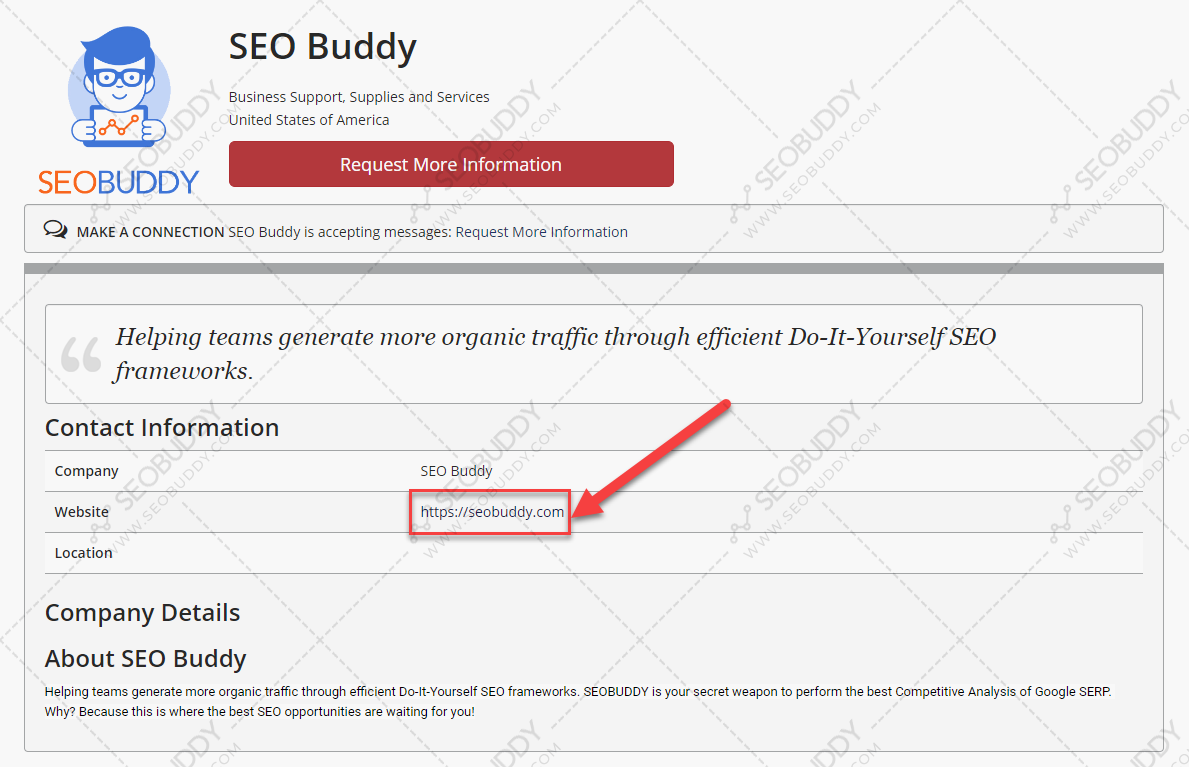 SEO Buddy
Business Support, Supplies and Services
United States of America
Request More Information
SEOBUDDY
MAKE A CONNECTION SEO Buddy is accepting messages: Request More Information
Helping teams generate more organic traffic through efficient Do-It-Yourself SEO
frameworks.
Contact Information
Company SEO Buddy
Website https://seobuddy.com
Location
Company Details
About SEO Buddy
Helping teams generate more organic traffic through efficient Do-It-Yourself SEO frameworks. SEOBUDDY is your secret weapon to perform the best Competitive Analysis of Google SERP.
Why? Because this is where the best SEO opportunities are waiting for you!
SEOBUDDY
WWW.SEOBUDDY.COM